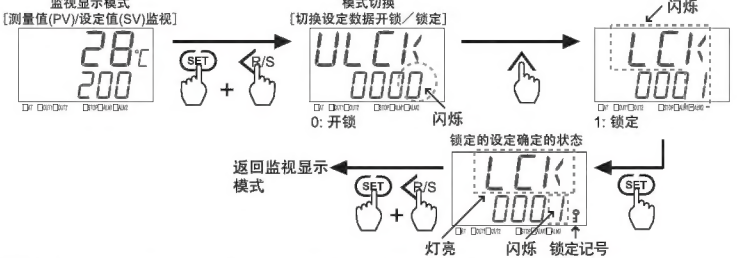 监视显示模式
[测量值(PV)/设定值(SV)监视]
28℃
200
SET + <R/S
模式切换
[切换设定数据开锁/锁定]
ULCK
0000
0: 开锁
闪烁
闪烁
LCK
0001
1: 锁定
SET
锁定的设定确定的状态
LCK
0001
灯亮
闪烁
锁定记号
SET + <R/S
返回监视显示
模式